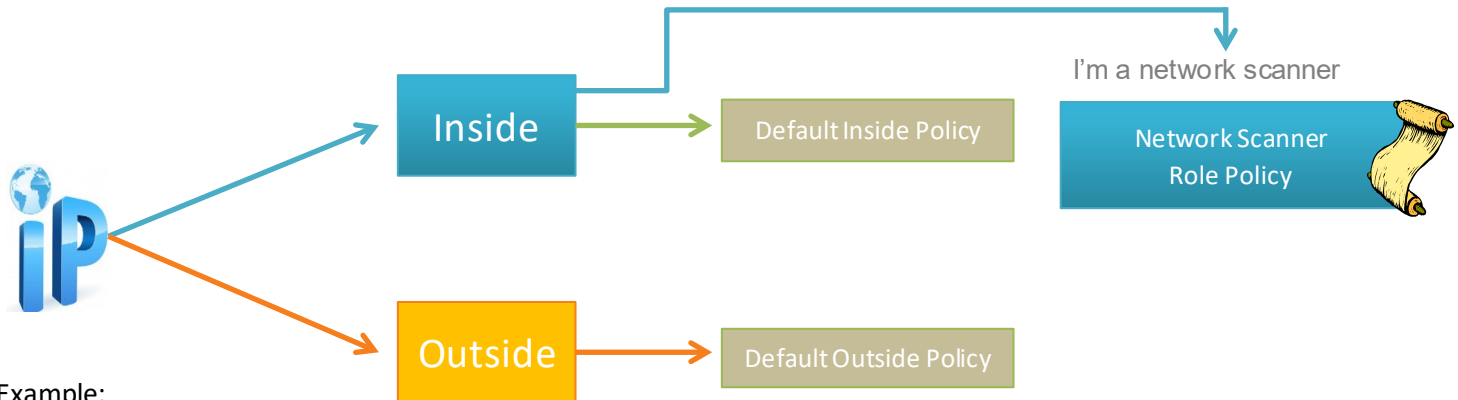 I'm a network scanner
Inside
Default Inside Policy
Network Scanner
Role Policy
iP
Outside
Default Outside Policy
Example: